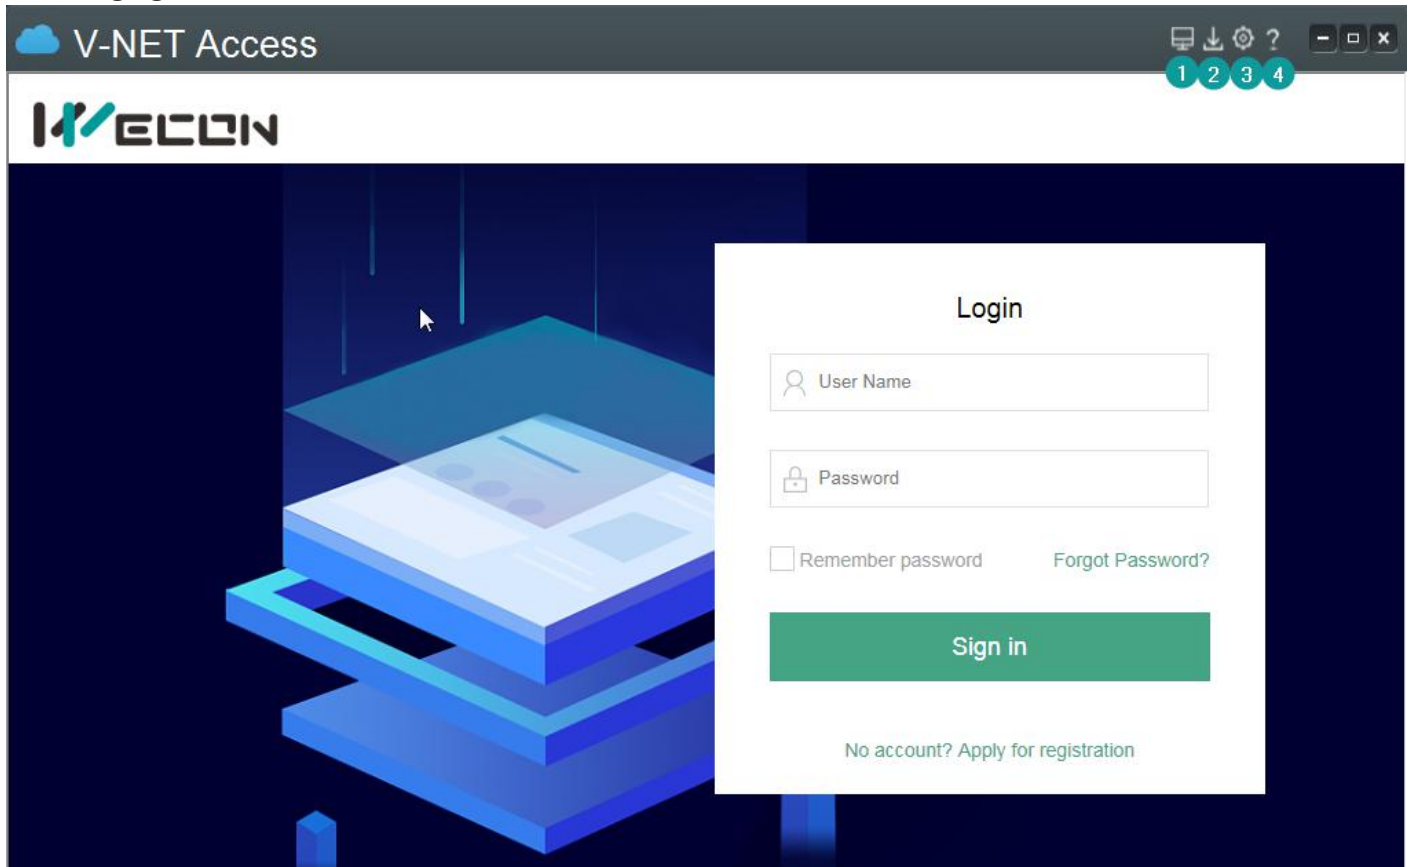 V-NET Access
1 2 3 4
WECON
Login
User Name
Password
Remember password Forgot Password?
Sign in
No account? Apply for registration